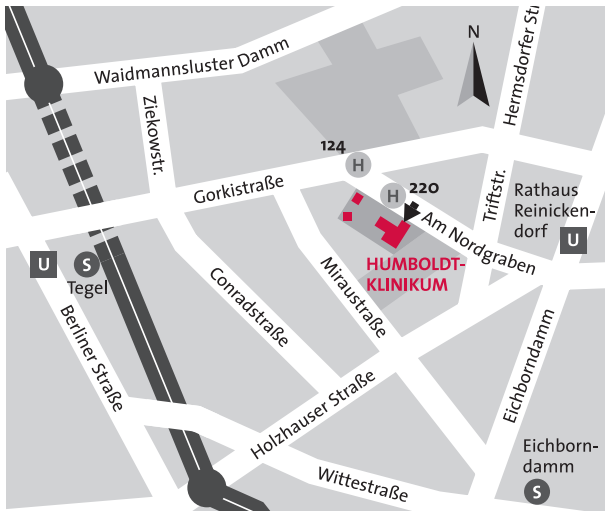 N
Waidmannsluster Damm
Hermsdorfer Str
Ziekowstr.
124
H
H
220
Gorkistraße
Triftstr.
Rathaus
Reinicken-
dorf
U
Am Nordgraben
U
S
Tegel
HUMBOLDT-
KLINIKUM
Conradstraße
Miraustraße
Berliner Straße
Holzhauser Straße
Eichborndamm
Wittestraße
Eichborn-
damm
S